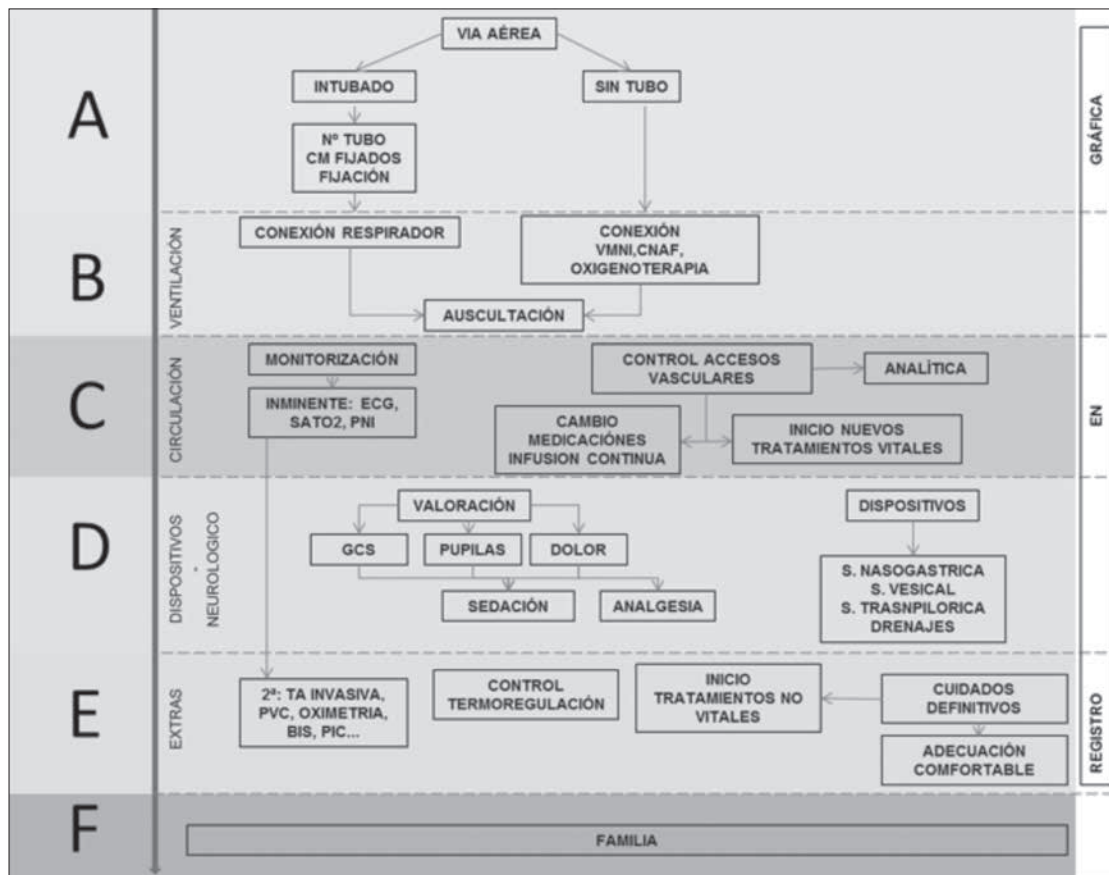 A
VIA AÉREA
INTUBADO
SIN TUBO
Nº TUBO
CM FIJADOS
FIJACIÓN
B
VENTILACIÓN
CONEXIÓN RESPIRADOR
CONEXIÓN
VMNI,CNAF,
OXIGENOTERAPIA
AUSCULTACIÓN
C
CIRCULACIÓN
MONITORIZACIÓN
INMINENTE: ECG,
SATO2, PNI
CONTROL ACCESOS
VASCULARES
ANALÌTICA
CAMBIO
MEDICACIÓNES
INFUSION CONTINUA
INICIO NUEVOS
TRATAMIENTOS VITALES
D
DISPOSITIVOS
-
NEUROLOGICO
VALORACIÓN
GCS
PUPILAS
DOLOR
SEDACIÓN
ANALGESIA
DISPOSITIVOS
S. NASOGASTRICA
S. VESICAL
S. TRASNPILORICA
DRENAJES
E
EXTRAS
2ª: TA INVASIVA,
PVC, OXIMETRIA,
BIS, PIC...
CONTROL
TERMOREGULACIÓN
INICIO
TRATAMIENTOS NO
VITALES
CUIDADOS
DEFINITIVOS
ADECUACIÓN
COMFORTABLE
F
FAMILIA
REGISTRO
EN
GRÁFICA